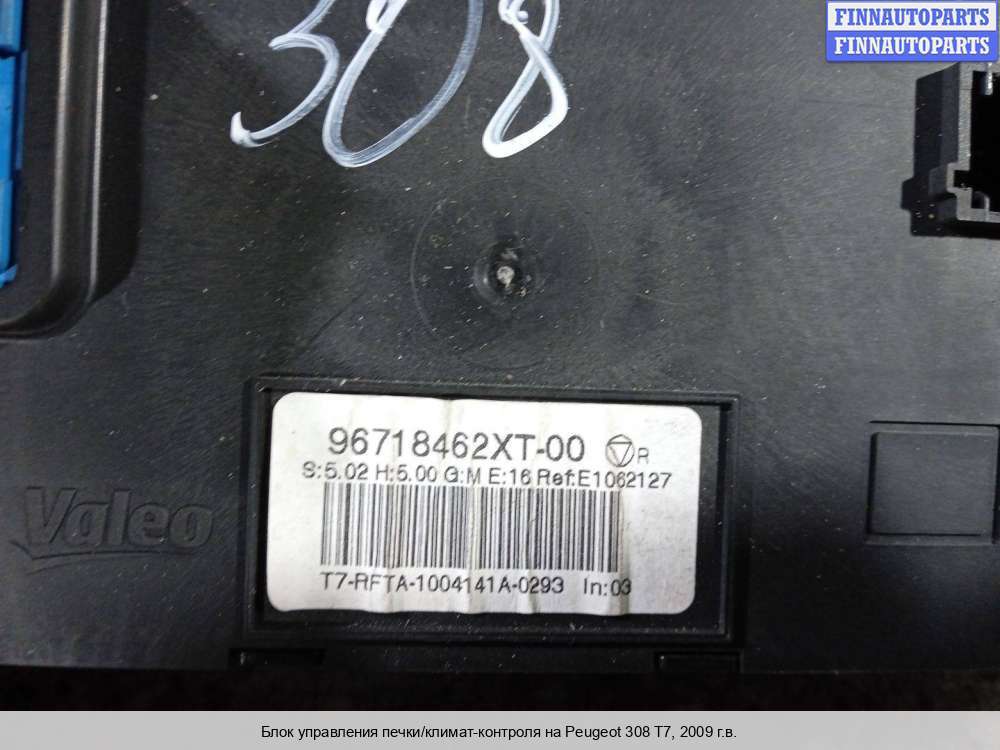 FINNAUTOPARTS
FINNAUTOPARTS
308
96718462XT-00 R
S:5.02 H:5.00 G:M E:16 Ref:E1062127
Valeo
T7-RFTA-1004141A-0293 In:03
Блок управления печки/климат-контроля на Peugeot 308 T7, 2009 г.в.